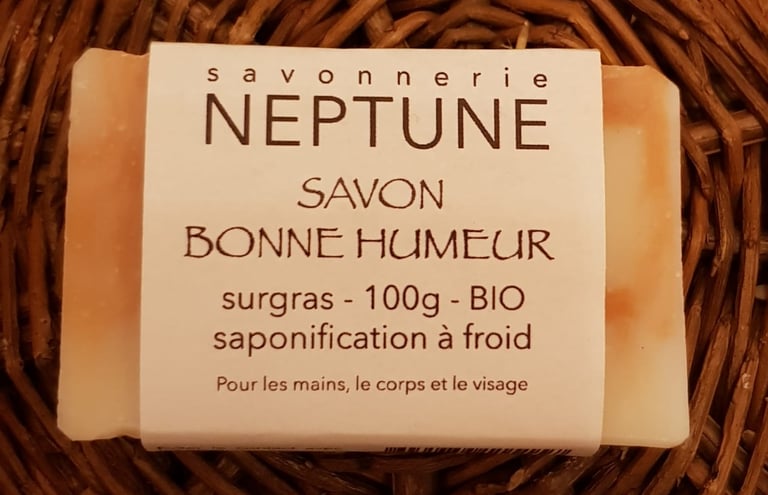 savonnerie
NEPTUNE
SAVON
BONNE HUMEUR
surgras - 100g - BIO
saponification à froid
Pour les mains, le corps et le visage